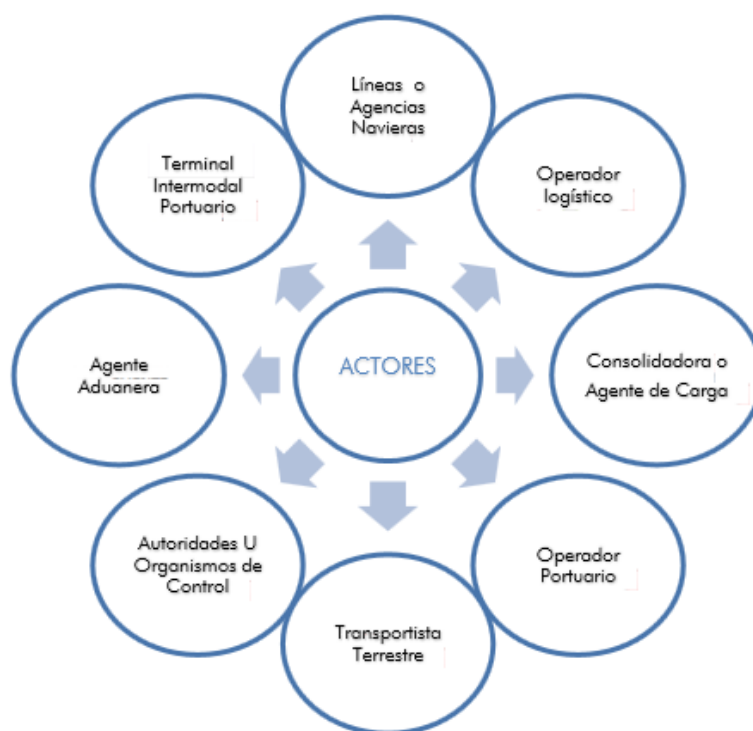 Líneas o
Agencias
Navieras
Operador
logístico
Consolidadora o
Agente de Carga
Operador
Portuario
Transportista
Terrestre
Autoridades U
Organismos de
Control
Agente
Aduanera
Terminal
Intermodal
Portuario
ACTORES